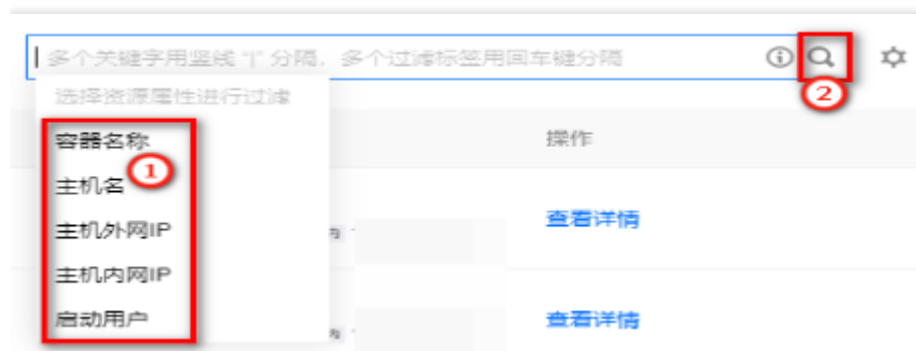 多个关键字用竖线 "|" 分隔，多个过滤标签用回车键分隔
2
选择资源属性进行过滤
容器名称
操作
1
主机名
主机外网IP
查看详情
主机内网IP
启动用户
查看详情